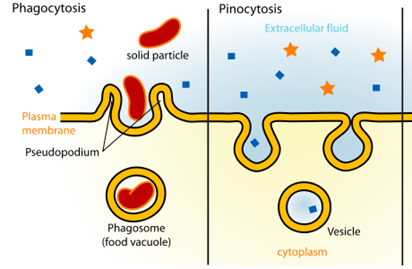 Phagocytosis
Pinocytosis
solid particle
Extracellular fluid
Plasma
membrane
Pseudopodium
Phagosome
(food vacuole)
Vesicle
cytoplasm